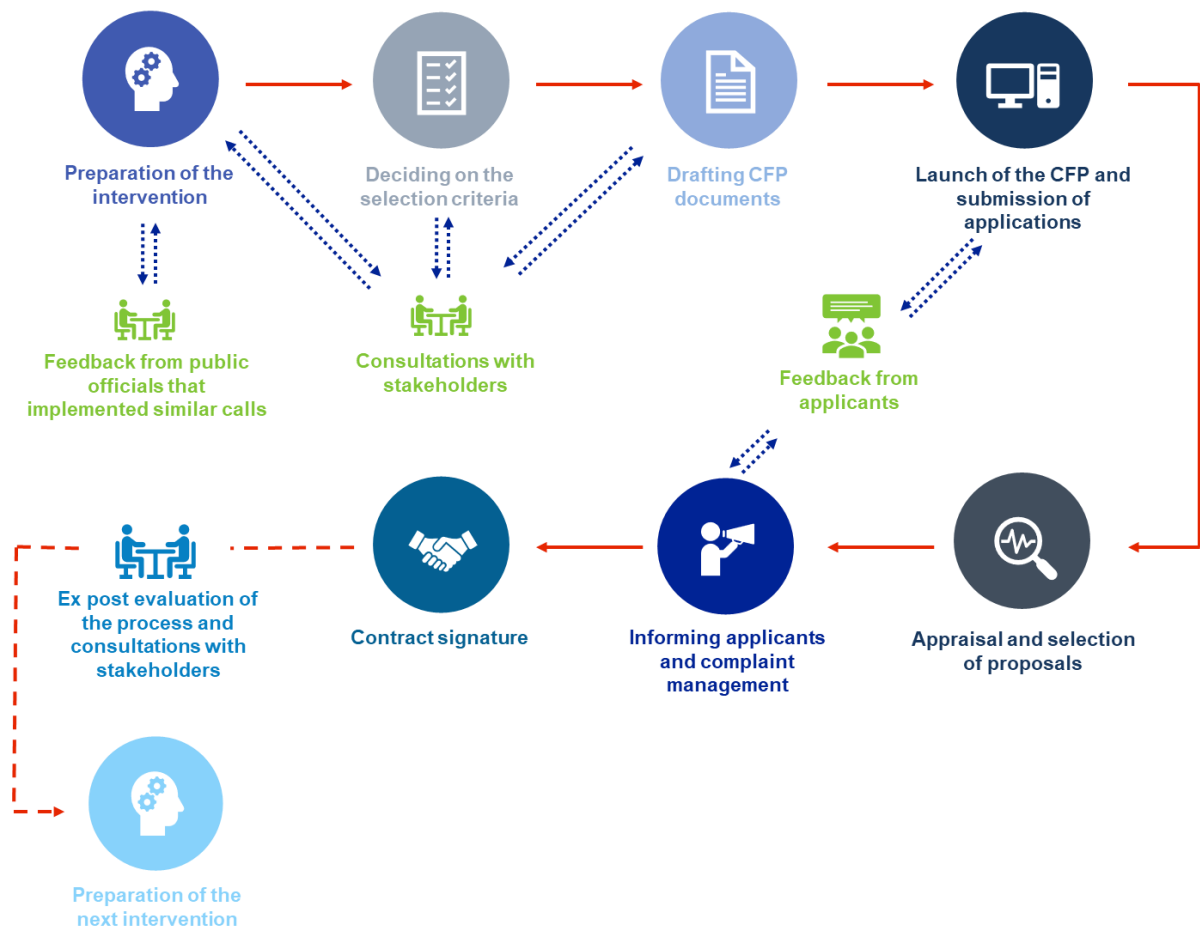 Preparation of the
intervention
Deciding on the
selection criteria
Drafting CFP
documents
Launch of the CFP and
submission of
applications
Feedback from public
officials that
implemented similar calls
Consultations with
stakeholders
Feedback from
applicants
Ex post evaluation of
the process and
consultations with
stakeholders
Contract signature
Informing applicants
and complaint
management
Appraisal and selection
of proposals
Preparation of the
next intervention